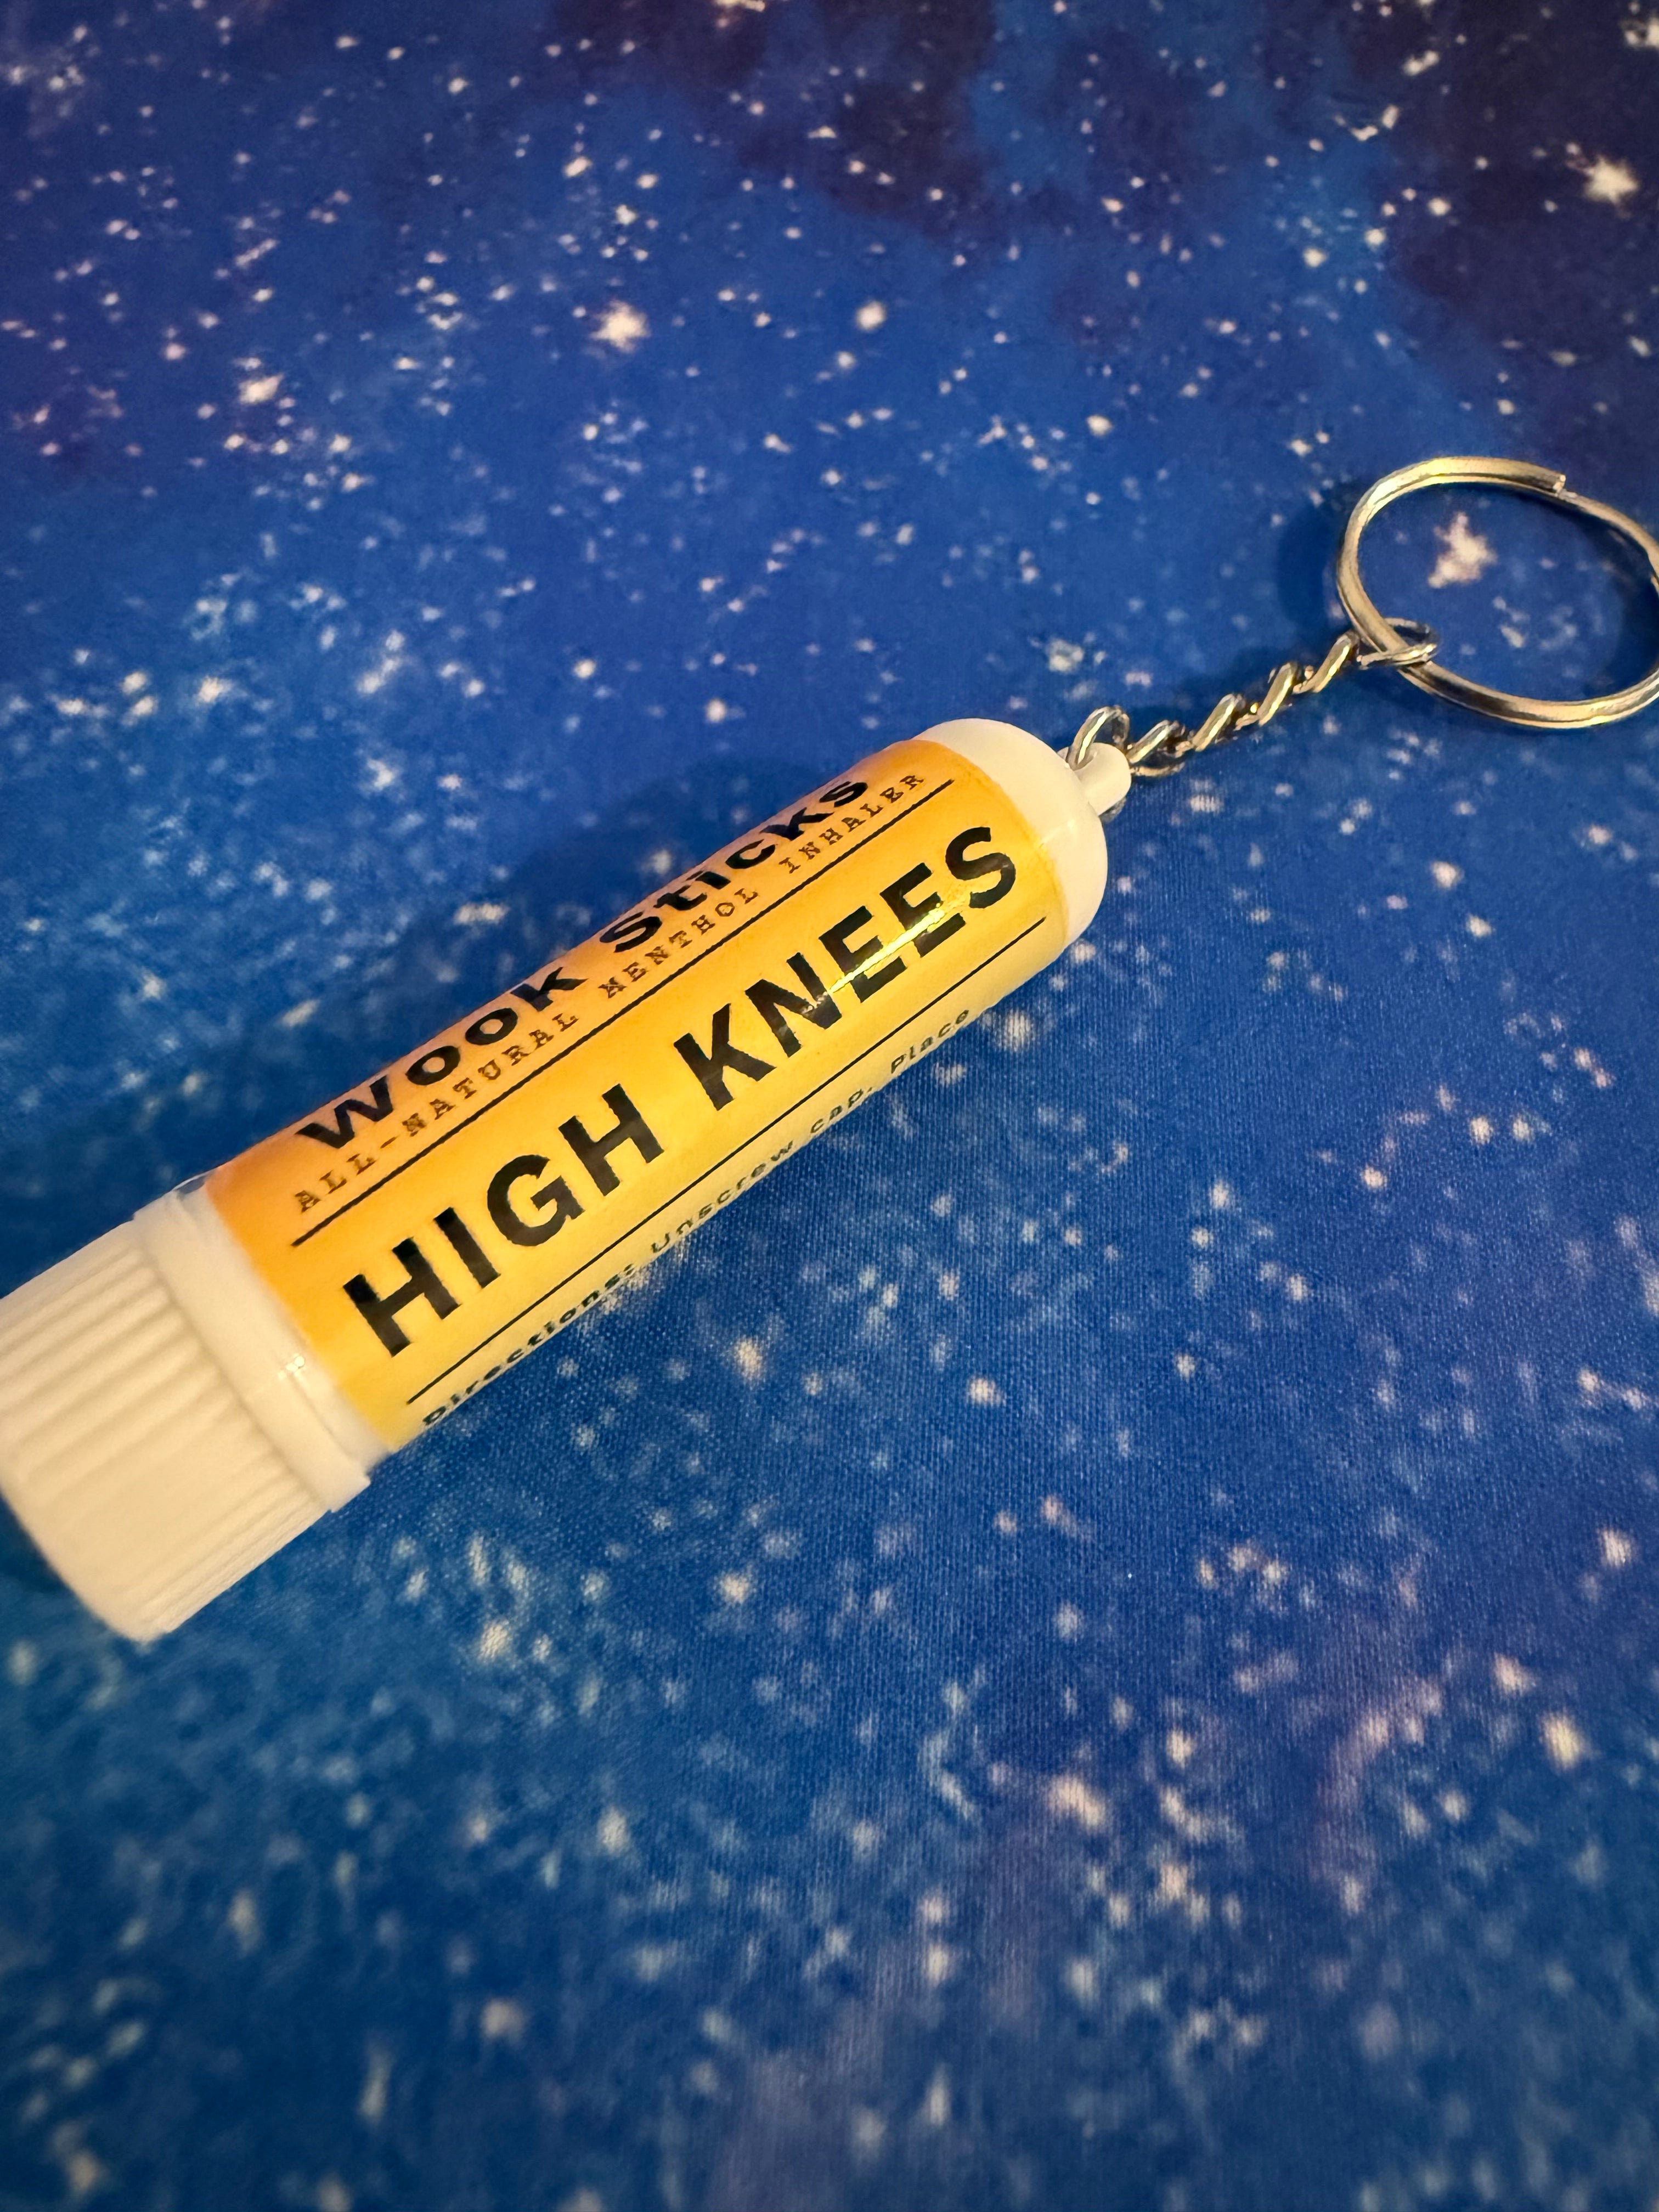 Wook Sticks
ALL-NATURAL MENTHOL INHALER
HIGH KNEES
Directions: Unscrew cap. Place